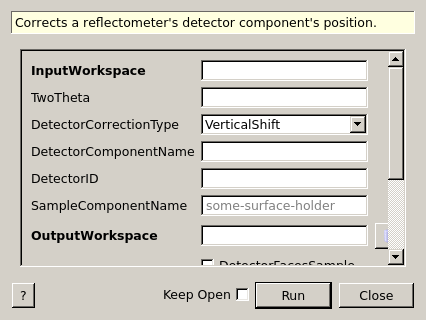 Corrects a reflectometer's detector component's position.
InputWorkspace
TwoTheta
DetectorCorrectionType VerticalShift
DetectorComponentName
DetectorID
SampleComponentName some-surface-holder
OutputWorkspace
DetectorFacesSample
? Keep Open Run Close